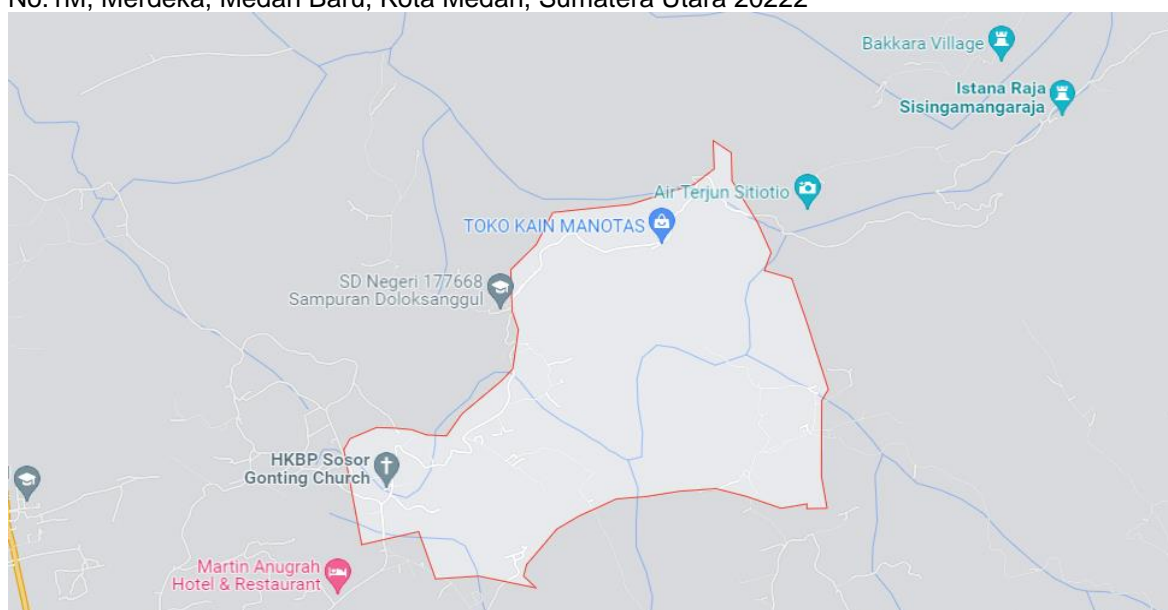 No.1M, Merdeka, Medan Baru, Kota Medan, Sumatera Utara 20222
Bakkara Village
Istana Raja
Sisingamangaraja
Air Terjun Sitiotio
TOKO KAIN MANOTAS
SD Negeri 177668
Sampuran Doloksanggul
HKBP Sosor
Gonting Church
Martin Anugrah
Hotel & Restaurant